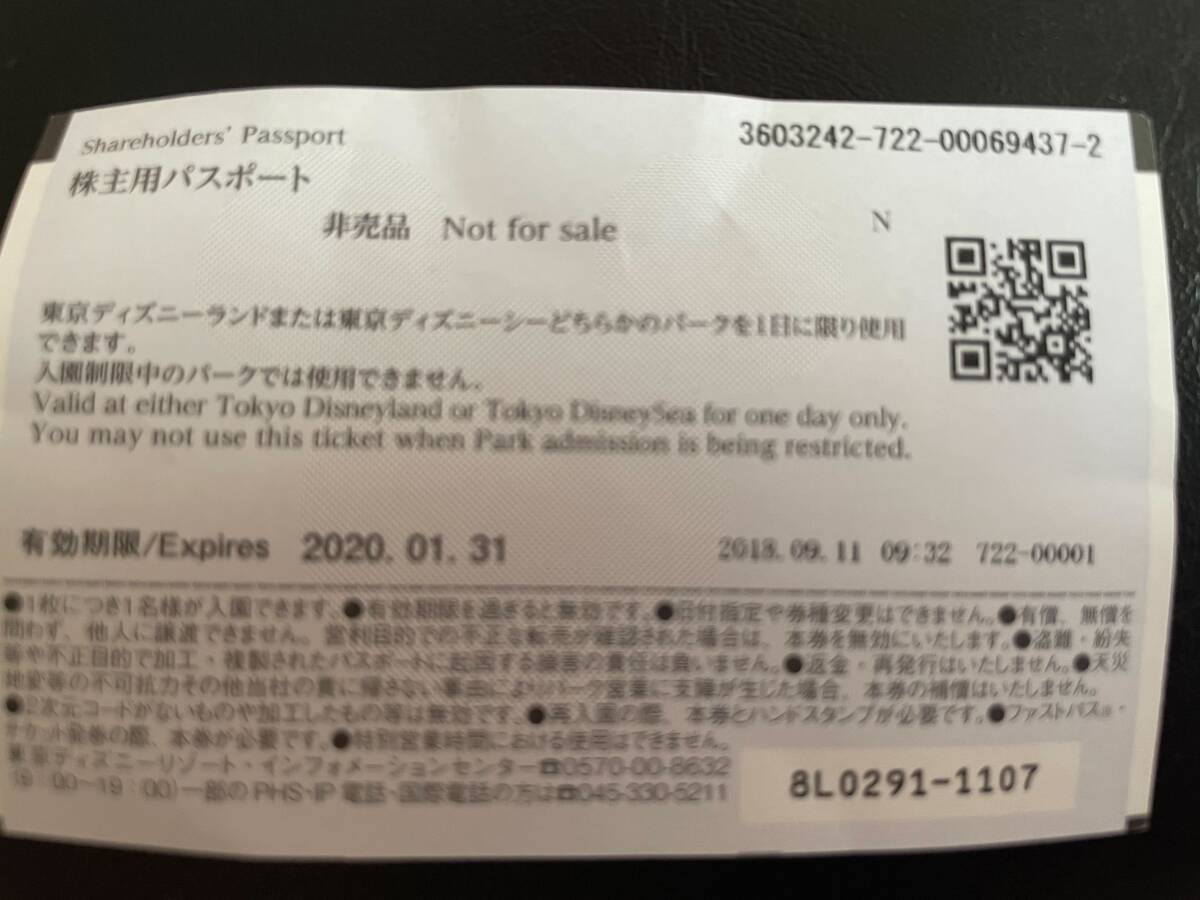 Shareholders' Passport
3603242-722-00069437-2
株主用パスポート
非売品 Not for sale
N
東京ディズニーランドまたは東京ディズニーシーどちらかのパークを1日に限り使用
できます。
入園制限中のパークでは使用できません。
Valid at either Tokyo Disneyland or Tokyo DisneySea for one day only.
You may not use this ticket when Park admission is being restricted.
有効期限/Expires 2020. 01. 31
2018. 09. 11 09:32 722-00001
●1枚につき1名様が入園できます。●有効期限を過ぎると無効です。●日付指定や券種変更はできません。●有償、無償を
問わず、他人に譲渡できません。営利目的での不正な転売が確認された場合は、本券を無効にいたします。●盗難・紛失
等や不正目的で加工・複製されたパスポートに起因する損害の責任は負いません。●返金・再発行はいたしません。●天災
地変等の不可抗力その他当社の責に帰さない事由によりパーク営業に支障が生じた場合、本券の補償はいたしません。
●2次元コードがないものや加工したもの等は無効です。●再入園の際、本券とハンドスタンプが必要です。●ファストパス®・
チケット発券の際、本券が必要です。●特別営業時間における使用はできません。
東京ディズニーリゾート・インフォメーションセンター☎0570-00-8632
(9:00~19:00)一部のPHS・IP電話・国際電話の方は☎045-330-5211
8L0291-1107